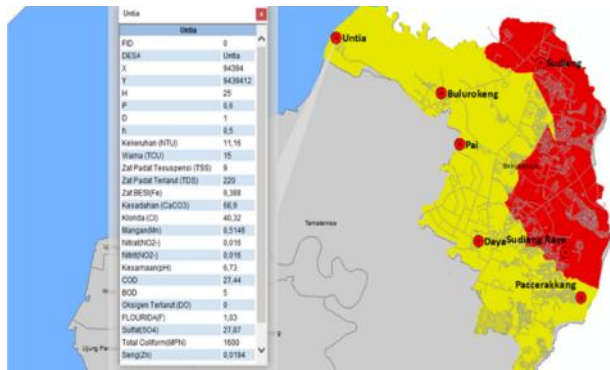 Untia
x
Untia
FID 0
DESA Untia
X 94394
Y 9439412
H 25
P 0,6
D 1
h 0,5
Kekeruhan (NTU) 11,16
Warna (TCU) 15
Zat Padat Tesuspensi (TSS) 9
Zat Padat Terlarut (TDS) 220
Zat BESI(Fe) 0,388
Kesadahan (CaCO3) 66,9
Klorida (Cl) 40,32
Mangan(Mn) 0,5146
Nitrat(NO2-) 0,016
Nitrit(NO2-) 0,016
Kesamaan(pH) 6,73
COD 27,44
BOD 5
Oksigen Terlarut (DO) 0
FLOURIDA(F) 1,03
Sulfat(SO4) 27,87
Total Coliform(MPN) 1600
Seng(Zn) 0,0194
Untia
Sudiang
Bulurokeng
Pai
Tamalanrea
Daya
Sudiang Raya
Paccerakkang
Ujung Pan